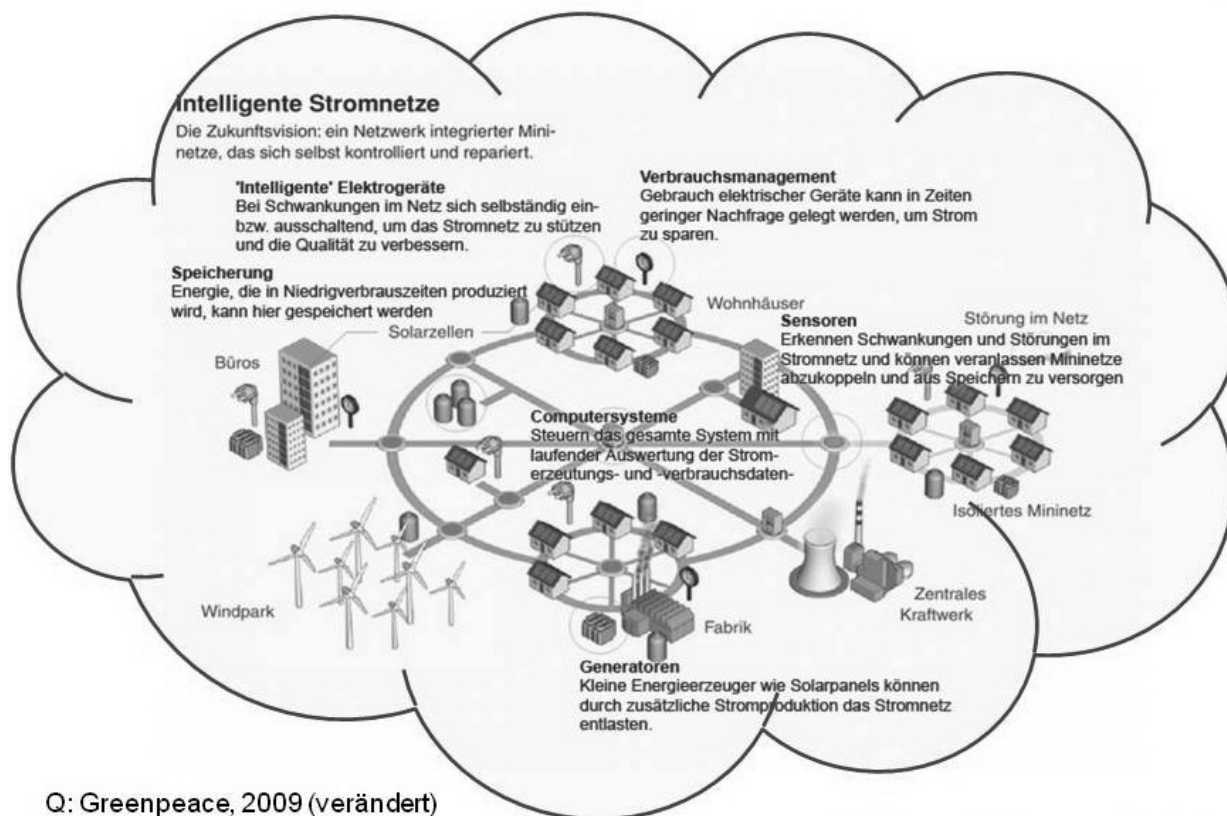 Intelligente Stromnetze
Die Zukunftsvision: ein Netzwerk integrierter Mini-
netze, das sich selbst kontrolliert und repariert.
'Intelligente' Elektrogeräte
Bei Schwankungen im Netz sich selbständig ein-
bzw. ausschaltend, um das Stromnetz zu stützen
und die Qualität zu verbessern.
Verbrauchsmanagement
Gebrauch elektrischer Geräte kann in Zeiten
geringer Nachfrage gelegt werden, um Strom
zu sparen.
Speicherung
Energie, die in Niedrigverbrauszeiten produziert
wird, kann hier gespeichert werden
Solarzellen
Wohnhäuser
Büros
Sensoren
Erkennen Schwankungen und Störungen im
Stromnetz und können veranlassen Mininetze
abzukoppeln und aus Speichern zu versorgen
Störung im Netz
Computersysteme
Steuern das gesamte System mit
laufender Auswertung der Strom-
erzeutungs- und -verbrauchsdaten-
Isoliertes Mininetz
Windpark
Fabrik
Zentrales
Kraftwerk
Generatoren
Kleine Energieerzeuger wie Solarpanels können
durch zusätzliche Stromproduktion das Stromnetz
entlasten.
Q: Greenpeace, 2009 (verändert)